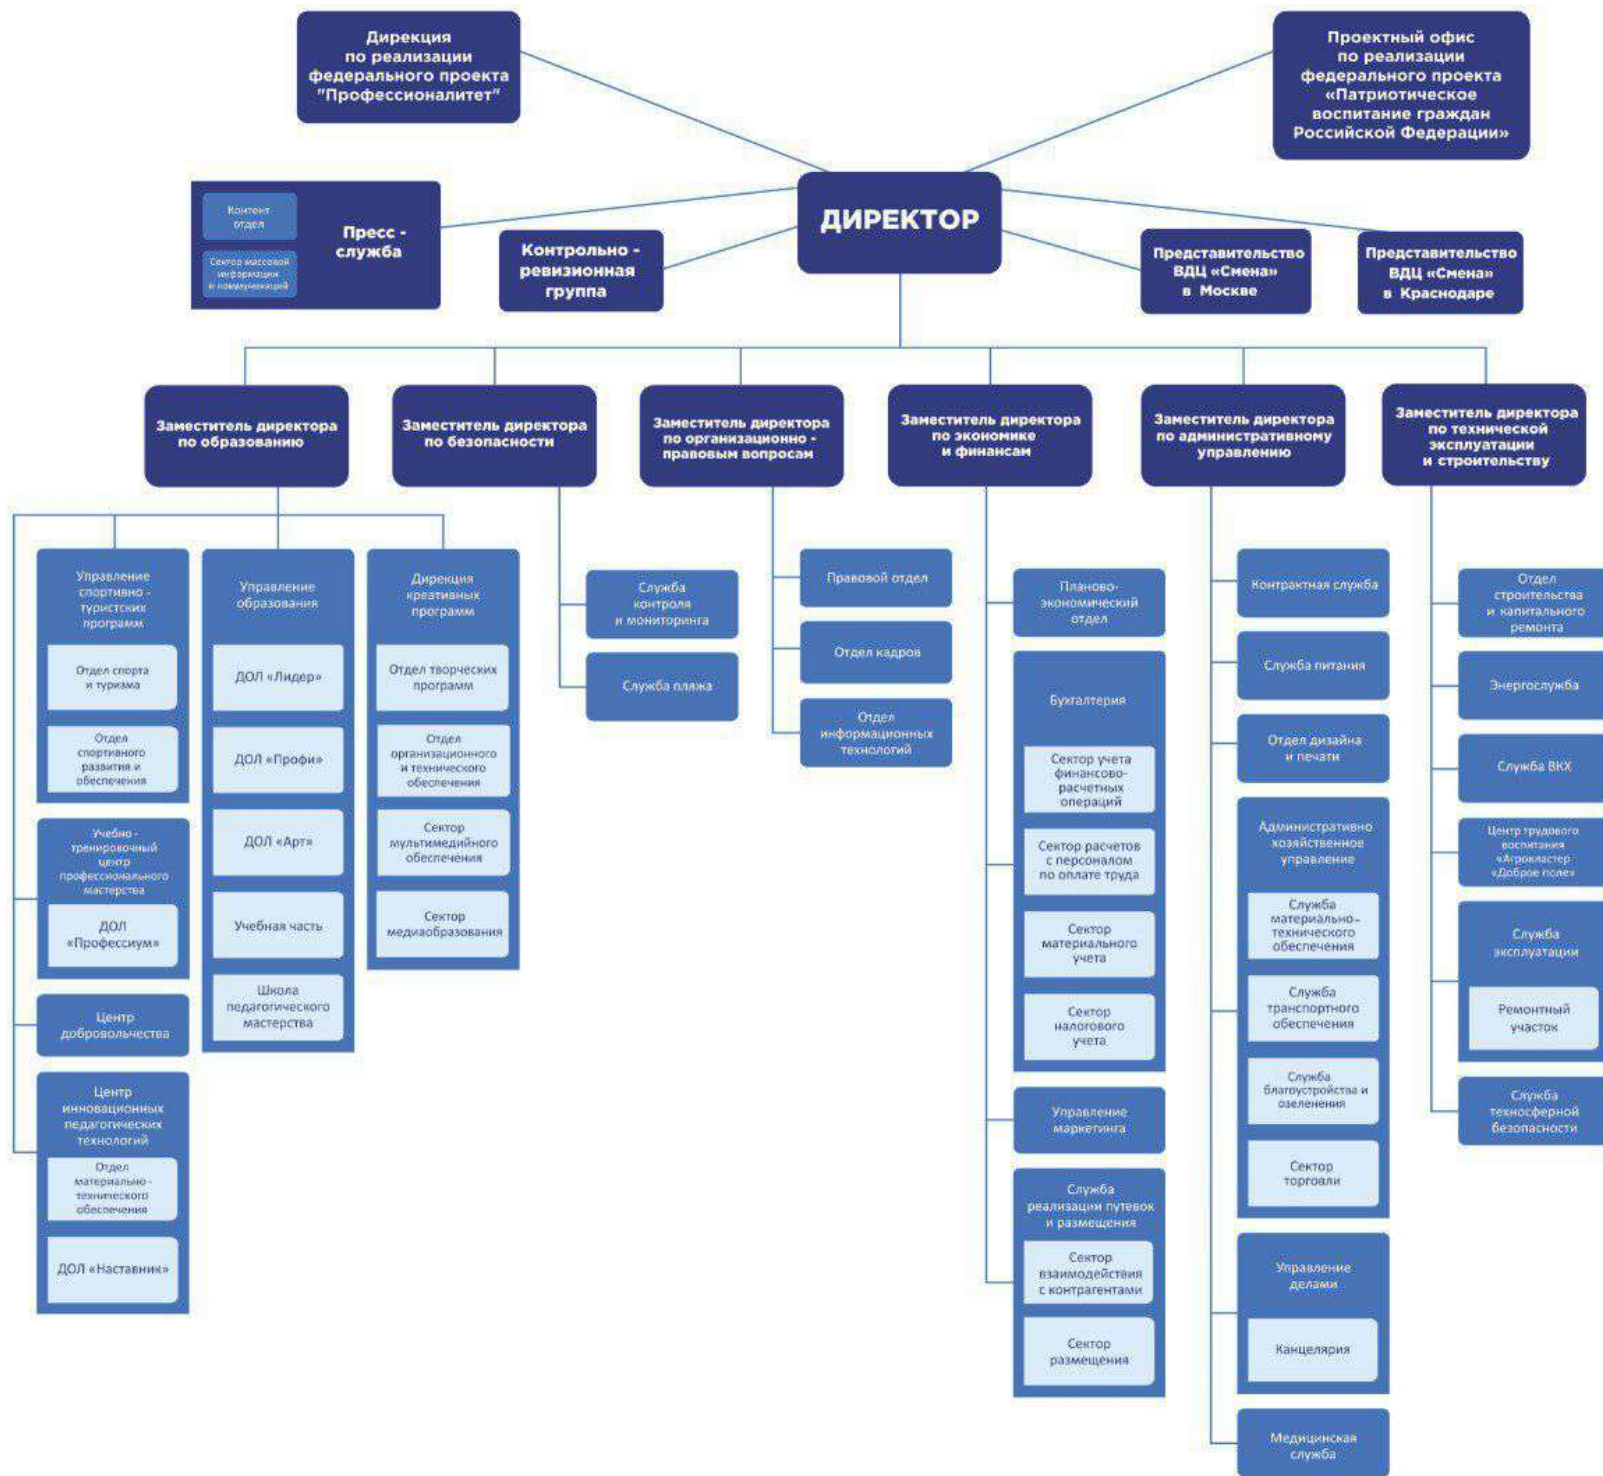 Дирекция
по реализации
федерального проекта
"Профессионалитет"
Проектный офис
по реализации
федерального проекта
«Патриотическое
воспитание граждан
Российской Федерации»
ДИРЕКТОР
Контент
отдел
Сектор массовой
информации
и коммуникаций
Пресс -
служба
Контрольно -
ревизионная
группа
Представительство
ВДЦ «Смена»
в Москве
Представительство
ВДЦ «Смена»
в Краснодаре
Заместитель директора
по образованию
Заместитель директора
по безопасности
Заместитель директора
по организационно -
правовым вопросам
Заместитель директора
по экономике
и финансам
Заместитель директора
по административному
управлению
Заместитель директора
по технической
эксплуатации
и строительству
Управление
спортивно -
туристских
программ
Отдел спорта
и туризма
Отдел
спортивного
развития и
обеспечения
Учебно -
тренировочный
центр
профессионального
мастерства
ДОЛ
«Профессиум»
Центр
добровольчества
Центр
инновационных
педагогических
технологий
Отдел
материально -
технического
обеспечения
ДОЛ «Наставник»
Управление
образования
ДОЛ «Лидер»
ДОЛ «Профи»
ДОЛ «Арт»
Учебная часть
Школа
педагогического
мастерства
Дирекция
креативных
программ
Отдел творческих
программ
Отдел
организационного
и технического
обеспечения
Сектор
мультимедийного
обеспечения
Сектор
медиаобразования
Служба
контроля
и мониторинга
Служба пляжа
Правовой отдел
Отдел кадров
Отдел
информационных
технологий
Планово-
экономический
отдел
Бухгалтерия
Сектор учета
финансово-
расчетных
операций
Сектор расчетов
с персоналом
по оплате труда
Сектор
материального
учета
Сектор
налогового
учета
Управление
маркетинга
Служба
реализации путевок
и размещения
Сектор
взаимодействия
с контрагентами
Сектор
размещения
Контрактная служба
Служба питания
Отдел дизайна
и печати
Административно
хозяйственное
управление
Служба
материально-
технического
обеспечения
Служба
транспортного
обеспечения
Служба
благоустройства и
озеленения
Сектор
торговли
Управление
делами
Канцелярия
Медицинская
служба
Отдел
строительства
и капитального
ремонта
Энергослужба
Служба ВКХ
Центр трудового
воспитания
«Агрокластер
«Доброе поле»
Служба
эксплуатации
Ремонтный
участок
Служба
техносферной
безопасности